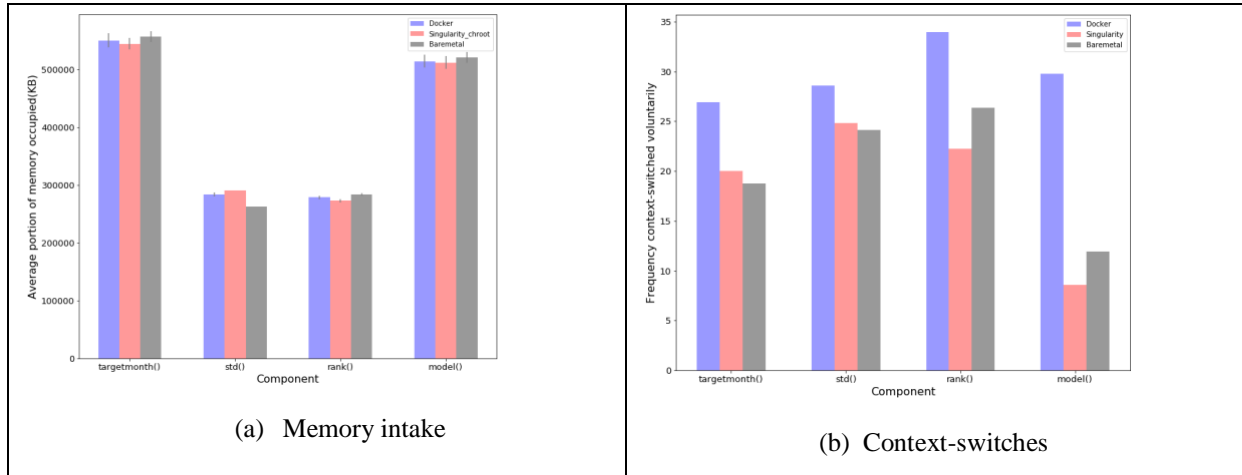 Average portion of memory occupied(KB)
500000
400000
300000
200000
100000
0
Docker
Singularity_chroot
Baremetal
targetmonth() std() rank() model()
Component
(a) Memory intake
Frequency context-switched voluntarily
35
30
25
20
15
10
5
0
Docker
Singularity
Baremetal
targetmonth() std() rank() model()
Component
(b) Context-switches